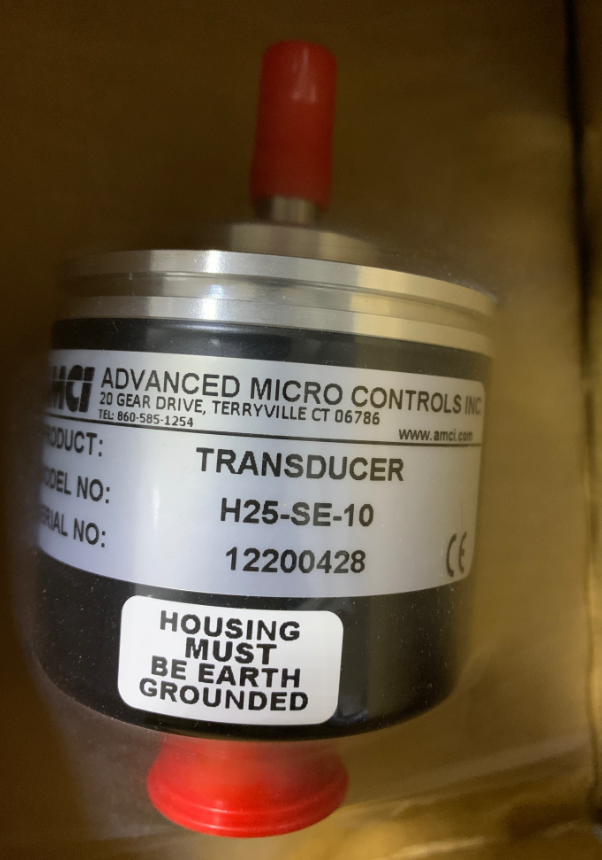 AMCI ADVANCED MICRO CONTROLS INC
20 GEAR DRIVE, TERRYVILLE CT 06786
TEL: 860-585-1254
www.amci.com
PRODUCT: TRANSDUCER
MODEL NO: H25-SE-10
SERIAL NO: 12200428
CE
HOUSING
MUST
BE EARTH
GROUNDED